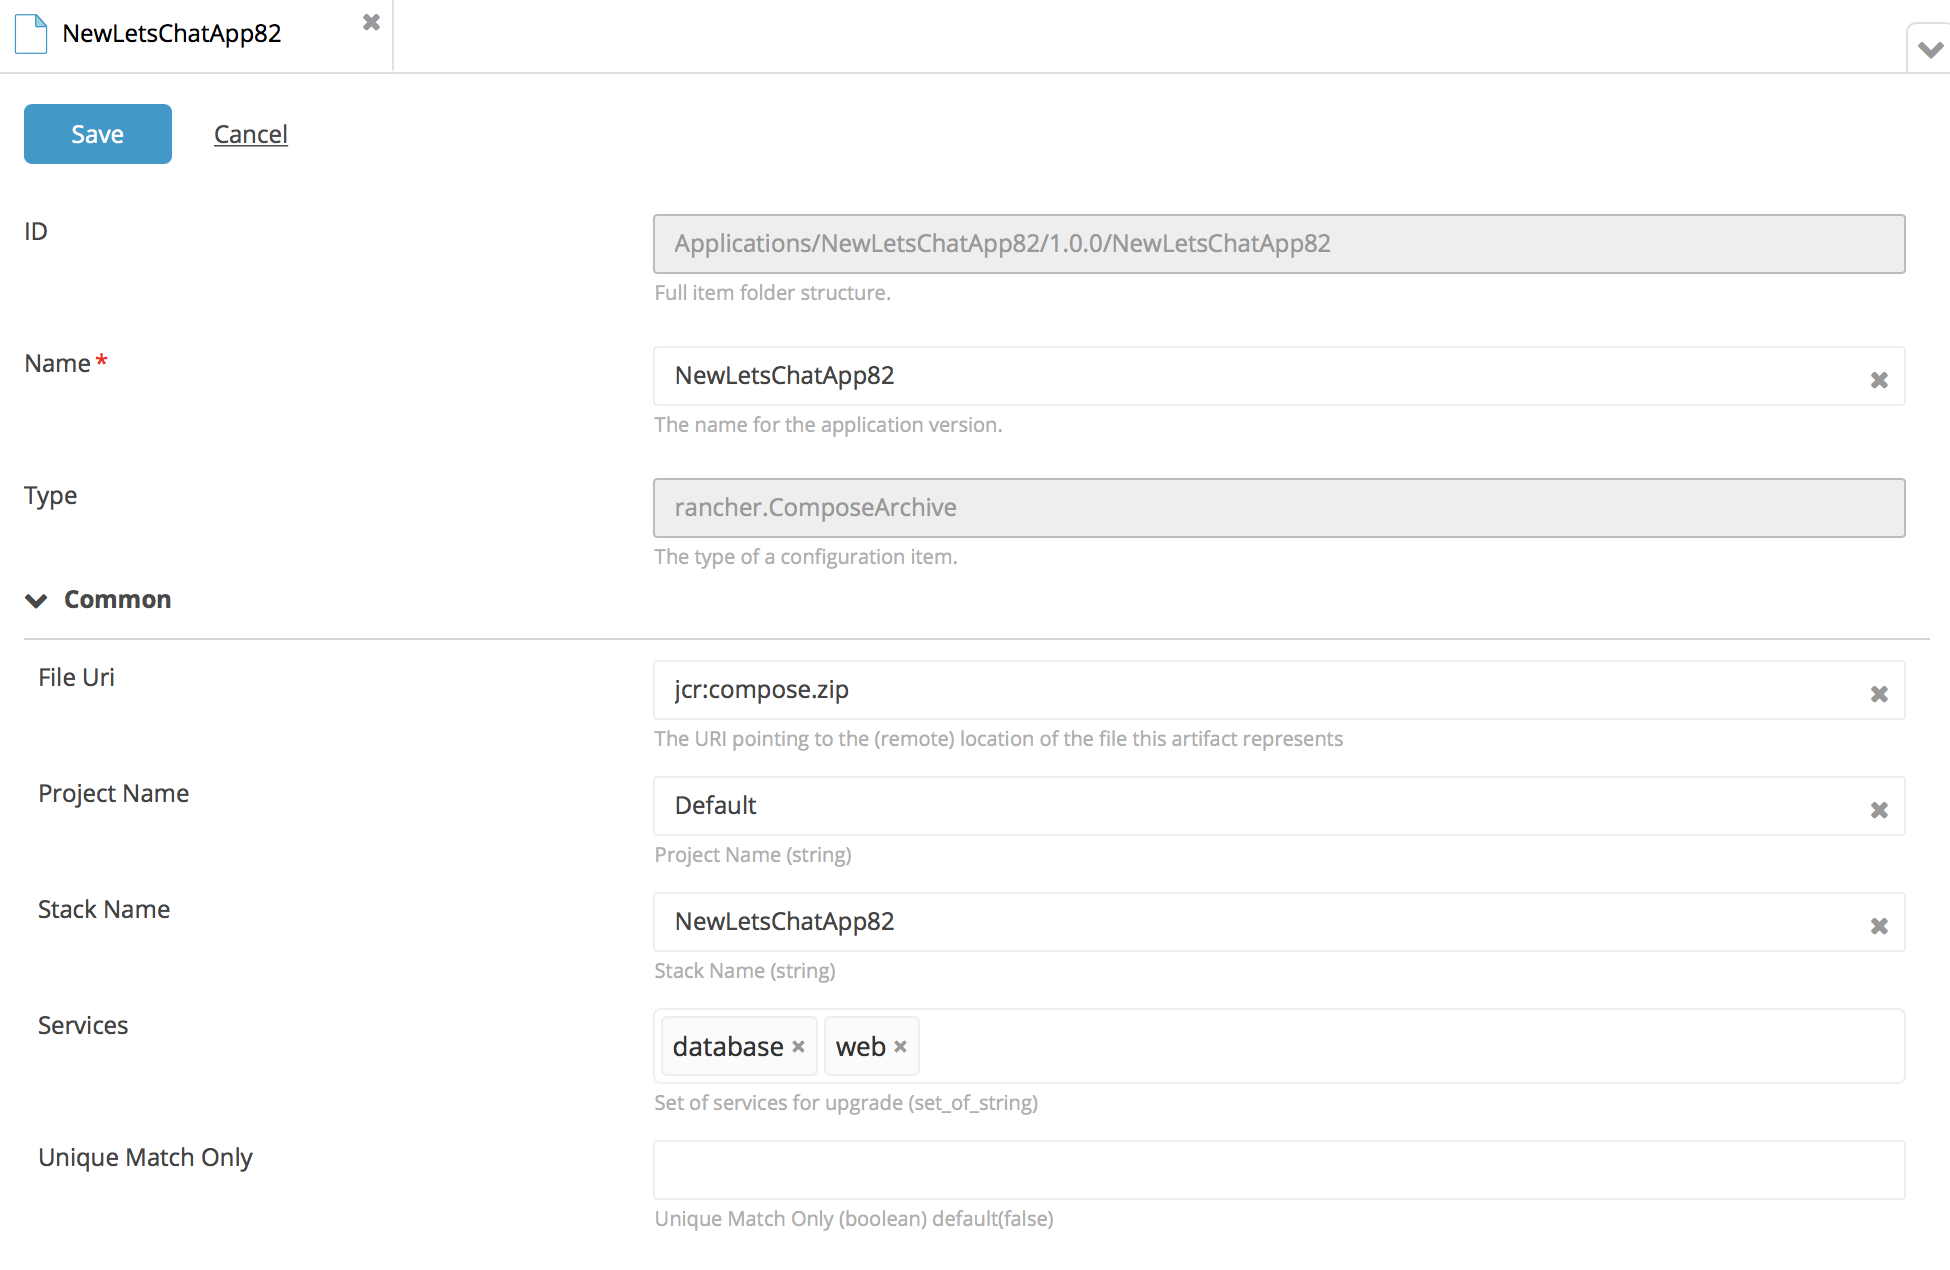 NewLetsChatApp82
Save Cancel
ID
Applications/NewLetsChatApp82/1.0.0/NewLetsChatApp82
Full item folder structure.
Name *
NewLetsChatApp82
The name for the application version.
Type
rancher.ComposeArchive
The type of a configuration item.
Common
File Uri
jcr:compose.zip
The URI pointing to the (remote) location of the file this artifact represents
Project Name
Default
Project Name (string)
Stack Name
NewLetsChatApp82
Stack Name (string)
Services
database web
Set of services for upgrade (set_of_string)
Unique Match Only
Unique Match Only (boolean) default(false)